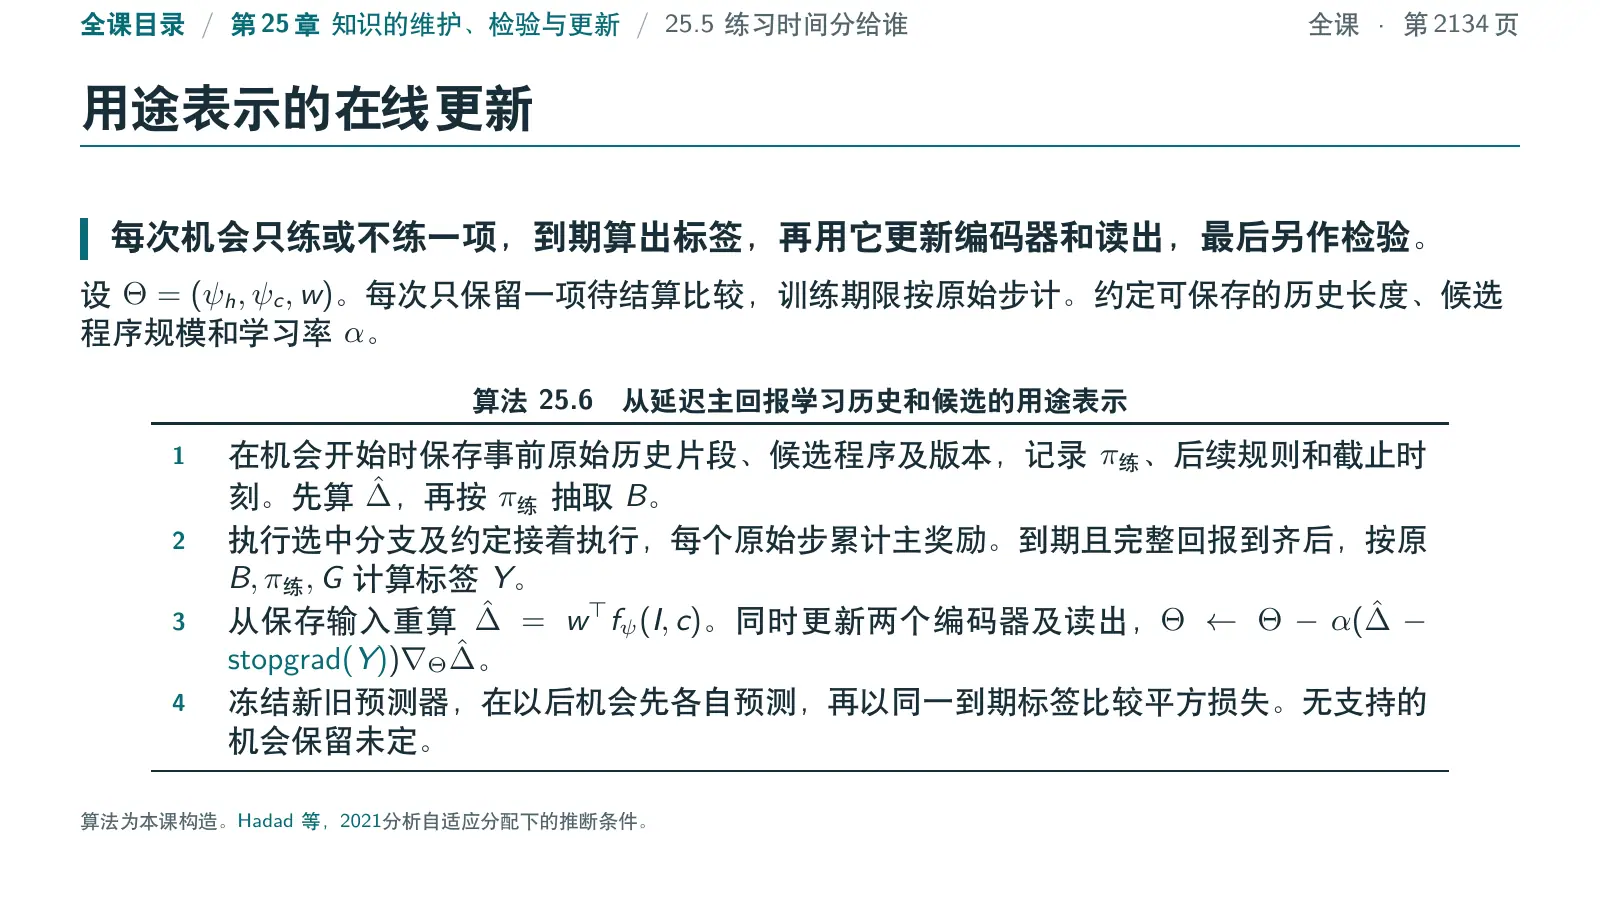 全课目录 / 第 25 章 知识的维护、检验与更新 / 25.5 练习时间分给谁
全课 · 第 2134 页
用途表示的在线更新
每次机会只练或不练一项，到期算出标签，再用它更新编码器和读出，最后另作检验。
设 Θ = (ψ_h, ψ_c, w)。每次只保留一项待结算比较，训练期限按原始步计。约定可保存的历史长度、候选
程序规模和学习率 α。
算法 25.6 从延迟主回报学习历史和候选的用途表示
1 在机会开始时保存事前原始历史片段、候选程序及版本，记录 π_练、后续规则和截止时
刻。先算 Δ̂，再按 π_练 抽取 B。
2 执行选中分支及约定接着执行，每个原始步累计主奖励。到期且完整回报到齐后，按原
B, π_练, G 计算标签 Y。
3 从保存输入重算 Δ̂ = w^⊤ f_ψ(I, c)。同时更新两个编码器及读出，Θ ← Θ − α(Δ̂ −
stopgrad(Y))∇_Θ Δ̂。
4 冻结新旧预测器，在以后机会先各自预测，再以同一到期标签比较平方损失。无支持的
机会保留未定。
算法为本课构造。Hadad 等，2021分析自适应分配下的推断条件。